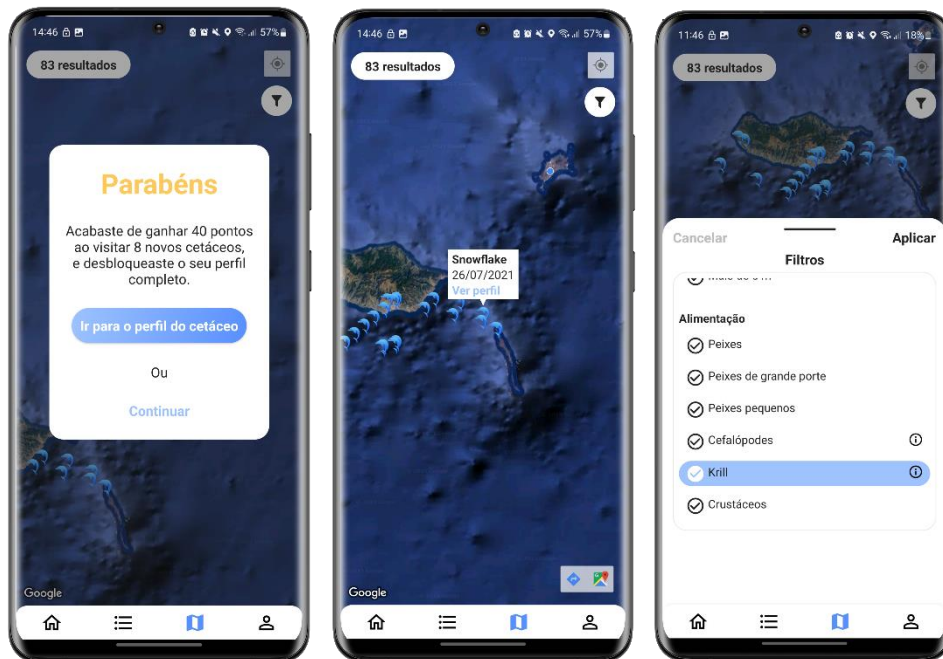 14:46
57%
83 resultados
Parabéns
Acabaste de ganhar 40 pontos
ao visitar 8 novos cetáceos,
e desbloqueaste o seu perfil
completo.
Ir para o perfil do cetáceo
Ou
Continuar
Google
14:46
57%
83 resultados
Snowflake
26/07/2021
Ver perfil
Google
11:46
18%
83 resultados
Cancelar
Aplicar
Filtros
Alimentação
Peixes
Peixes de grande porte
Peixes pequenos
Cefalópodes
Krill
Crustáceos